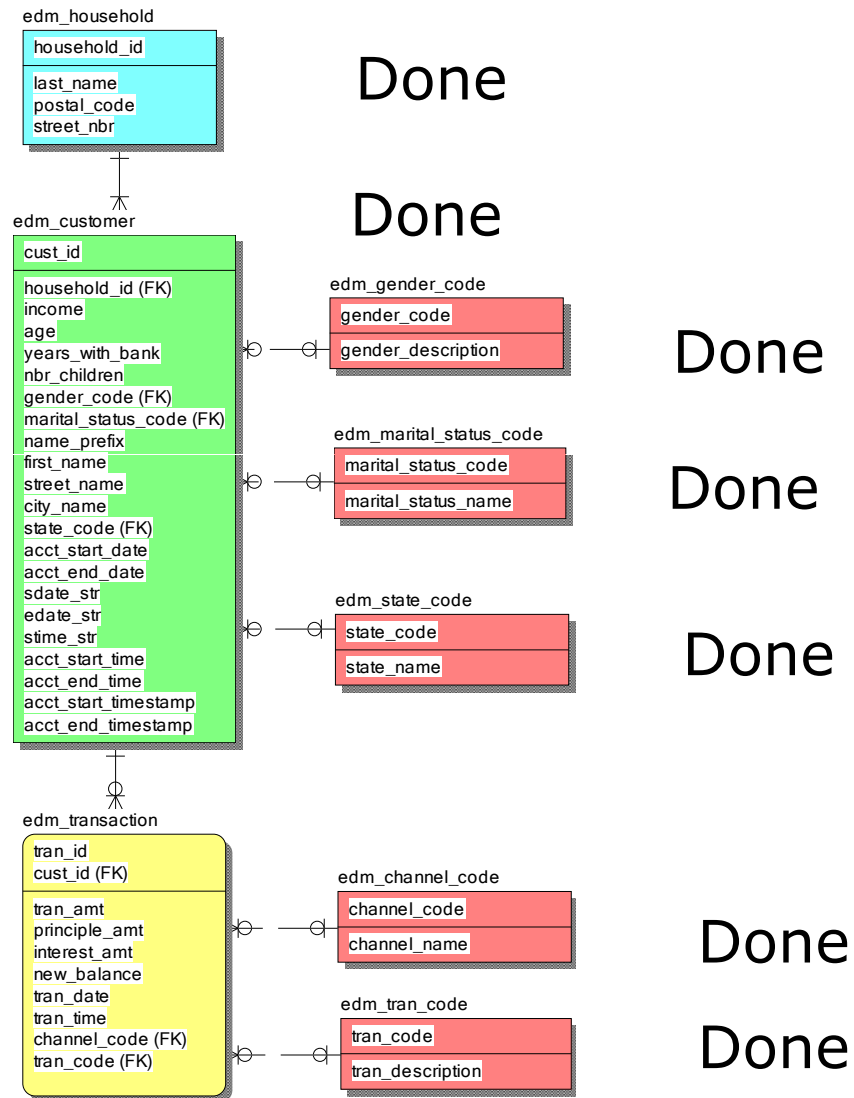 edm_household
household_id
last_name
postal_code
street_nbr
Done
edm_customer
Done
cust_id
household_id (FK)
income
age
years_with_bank
nbr_children
gender_code (FK)
marital_status_code (FK)
name_prefix
first_name
street_name
city_name
state_code (FK)
acct_start_date
acct_end_date
sdate_str
edate_str
stime_str
acct_start_time
acct_end_time
acct_start_timestamp
acct_end_timestamp
edm_gender_code
gender_code
gender_description
Done
edm_marital_status_code
marital_status_code
marital_status_name
Done
edm_state_code
state_code
state_name
Done
edm_transaction
tran_id
cust_id (FK)
tran_amt
principle_amt
interest_amt
new_balance
tran_date
tran_time
channel_code (FK)
tran_code (FK)
edm_channel_code
channel_code
channel_name
Done
edm_tran_code
tran_code
tran_description
Done